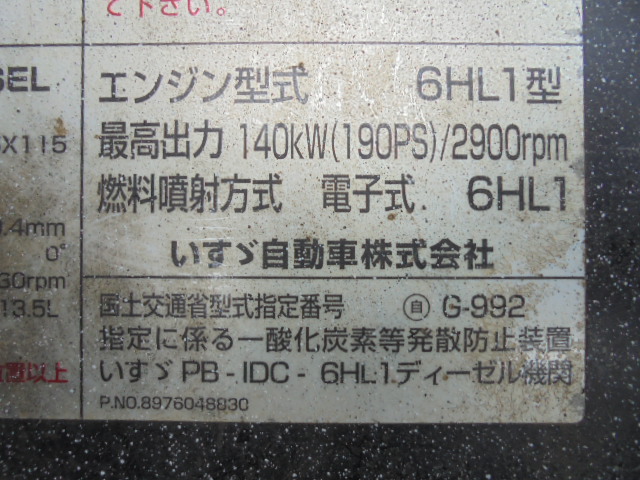 て下さい。
SEL
エンジン型式 6HL1型
X115
最高出力 140kW(190PS)/2900rpm
燃料噴射方式 電子式. 6HL1
.4mm
0°
いすゞ自動車株式会社
30rpm
13.5L
国土交通省型式指定番号 自 G-992
指定に係る一酸化炭素等発散防止装置
置以上
いすゞPB-IDC-6HL1ディーゼル機関
P.NO.8976048830